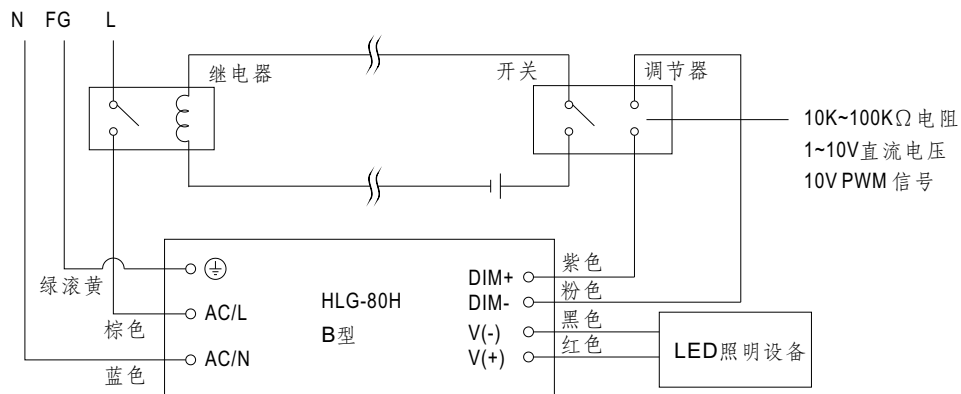 N FG L
继电器
开关
调节器
10K~100KΩ电阻
1~10V直流电压
10V PWM 信号
绿滚黄
棕色
AC/L
蓝色
AC/N
HLG-80H
B型
DIM+
紫色
DIM-
粉色
V(-)
黑色
V(+)
红色
LED照明设备